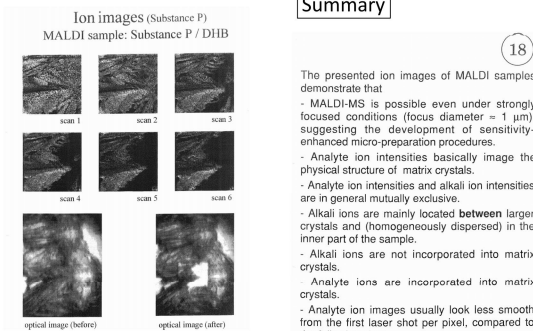 Ion images (Substance P)
MALDI sample: Substance P / DHB
scan 1 scan 2 scan 3
scan 4 scan 5 scan 6
optical image (before) optical image (after)
Summary
18
The presented ion images of MALDI samples
demonstrate that
- MALDI-MS is possible even under strongly
focused conditions (focus diameter ≈ 1 μm)
suggesting the development of sensitivity-
enhanced micro-preparation procedures.
- Analyte ion intensities basically image the
physical structure of matrix crystals.
- Analyte ion intensities and alkali ion intensities
are in general mutually exclusive.
- Alkali ions are mainly located between larger
crystals and (homogeneously dispersed) in the
inner part of the sample.
- Alkali ions are not incorporated into matrix
crystals.
- Analyte ions are incorporated into matrix
crystals.
- Analyte ion images usually look less smooth
from the first laser shot per pixel, compared to